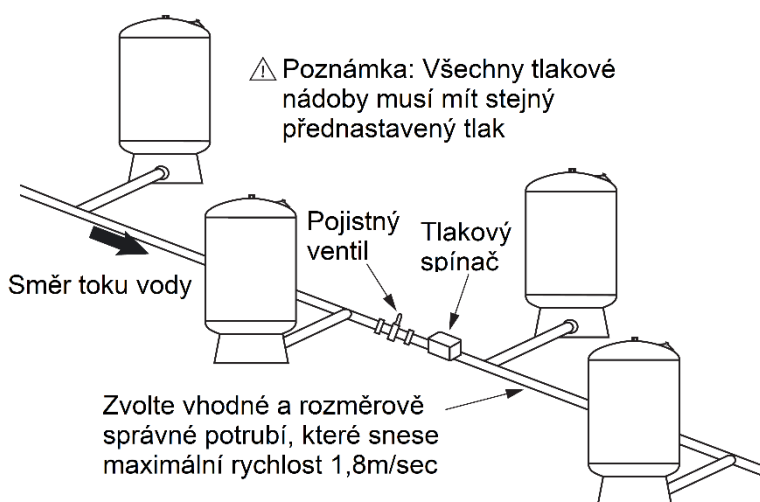 ⚠ Poznámka: Všechny tlakové
nádoby musí mít stejný
přednastavený tlak
Pojistný
ventil
Tlakový
spínač
Směr toku vody
Zvolte vhodné a rozměrově
správné potrubí, které snese
maximální rychlost 1,8m/sec